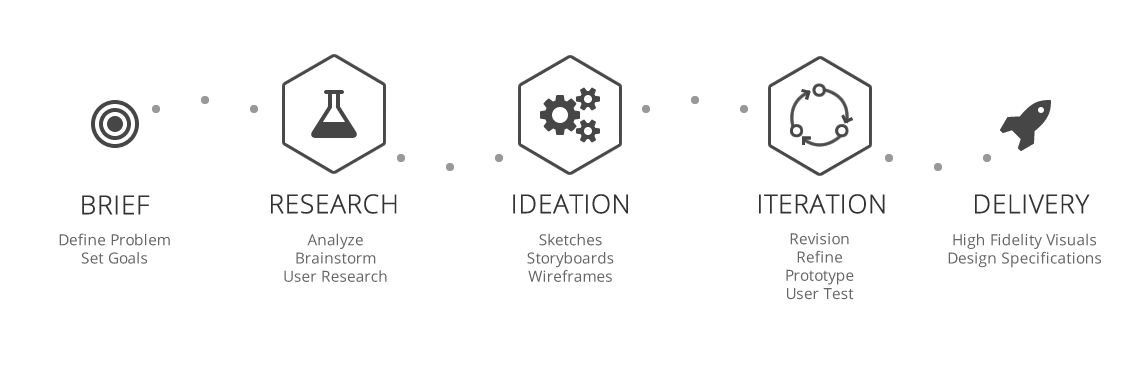 BRIEF
Define Problem
Set Goals
RESEARCH
Analyze
Brainstorm
User Research
IDEATION
Sketches
Storyboards
Wireframes
ITERATION
Revision
Refine
Prototype
User Test
DELIVERY
High Fidelity Visuals
Design Specifications